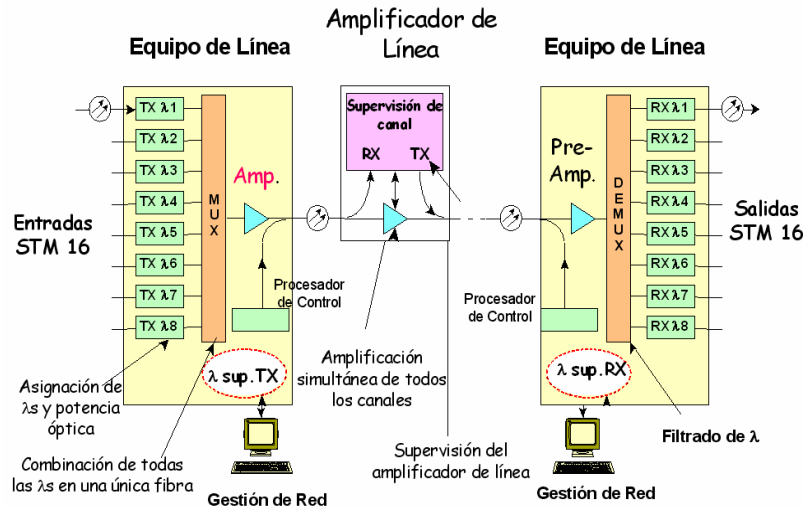 Amplificador de
Línea
Equipo de Línea
Equipo de Línea
TX λ1
TX λ2
TX λ3
TX λ4
TX λ5
TX λ6
TX λ7
TX λ8
MUX
Amp.
Entradas
STM 16
Procesador
de Control
λ sup.TX
Supervisión de
canal
RX TX
Pre-
Amp.
DEMUX
RX λ1
RX λ2
RX λ3
RX λ4
RX λ5
RX λ6
RX λ7
RX λ8
Salidas
STM 16
Procesador
de Control
λ sup.RX
Asignación de
λs y potencia
óptica
Combinación de todas
las λs en una única fibra
Gestión de Red
Amplificación
simultánea de todos
los canales
Supervisión del
amplificador de línea
Filtrado de λ
Gestión de Red